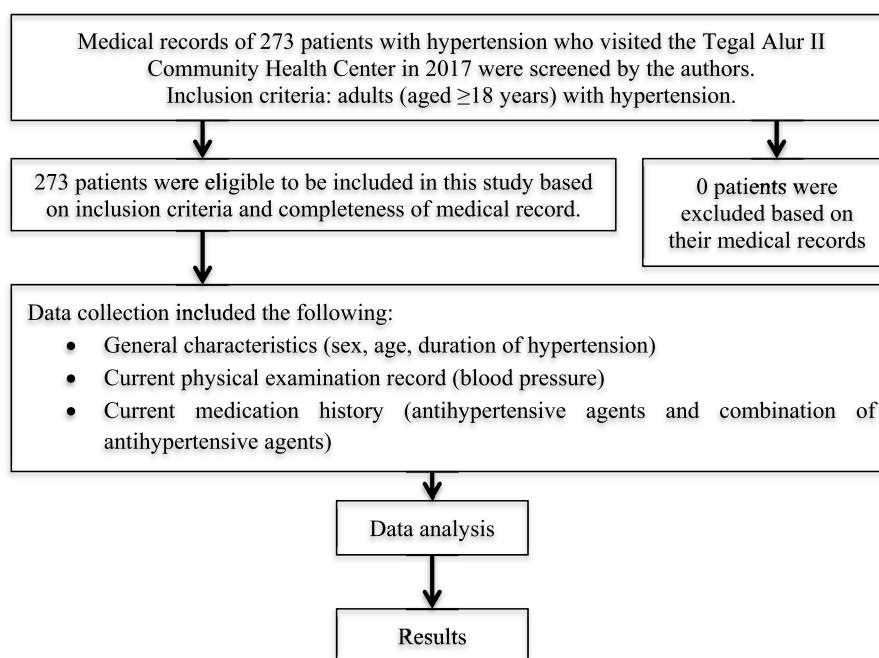 Medical records of 273 patients with hypertension who visited the Tegal Alur II
Community Health Center in 2017 were screened by the authors.
Inclusion criteria: adults (aged ≥18 years) with hypertension.
273 patients were eligible to be included in this study based
on inclusion criteria and completeness of medical record.
0 patients were
excluded based on
their medical records
Data collection included the following:
• General characteristics (sex, age, duration of hypertension)
• Current physical examination record (blood pressure)
• Current medication history (antihypertensive agents and combination of
antihypertensive agents)
Data analysis
Results